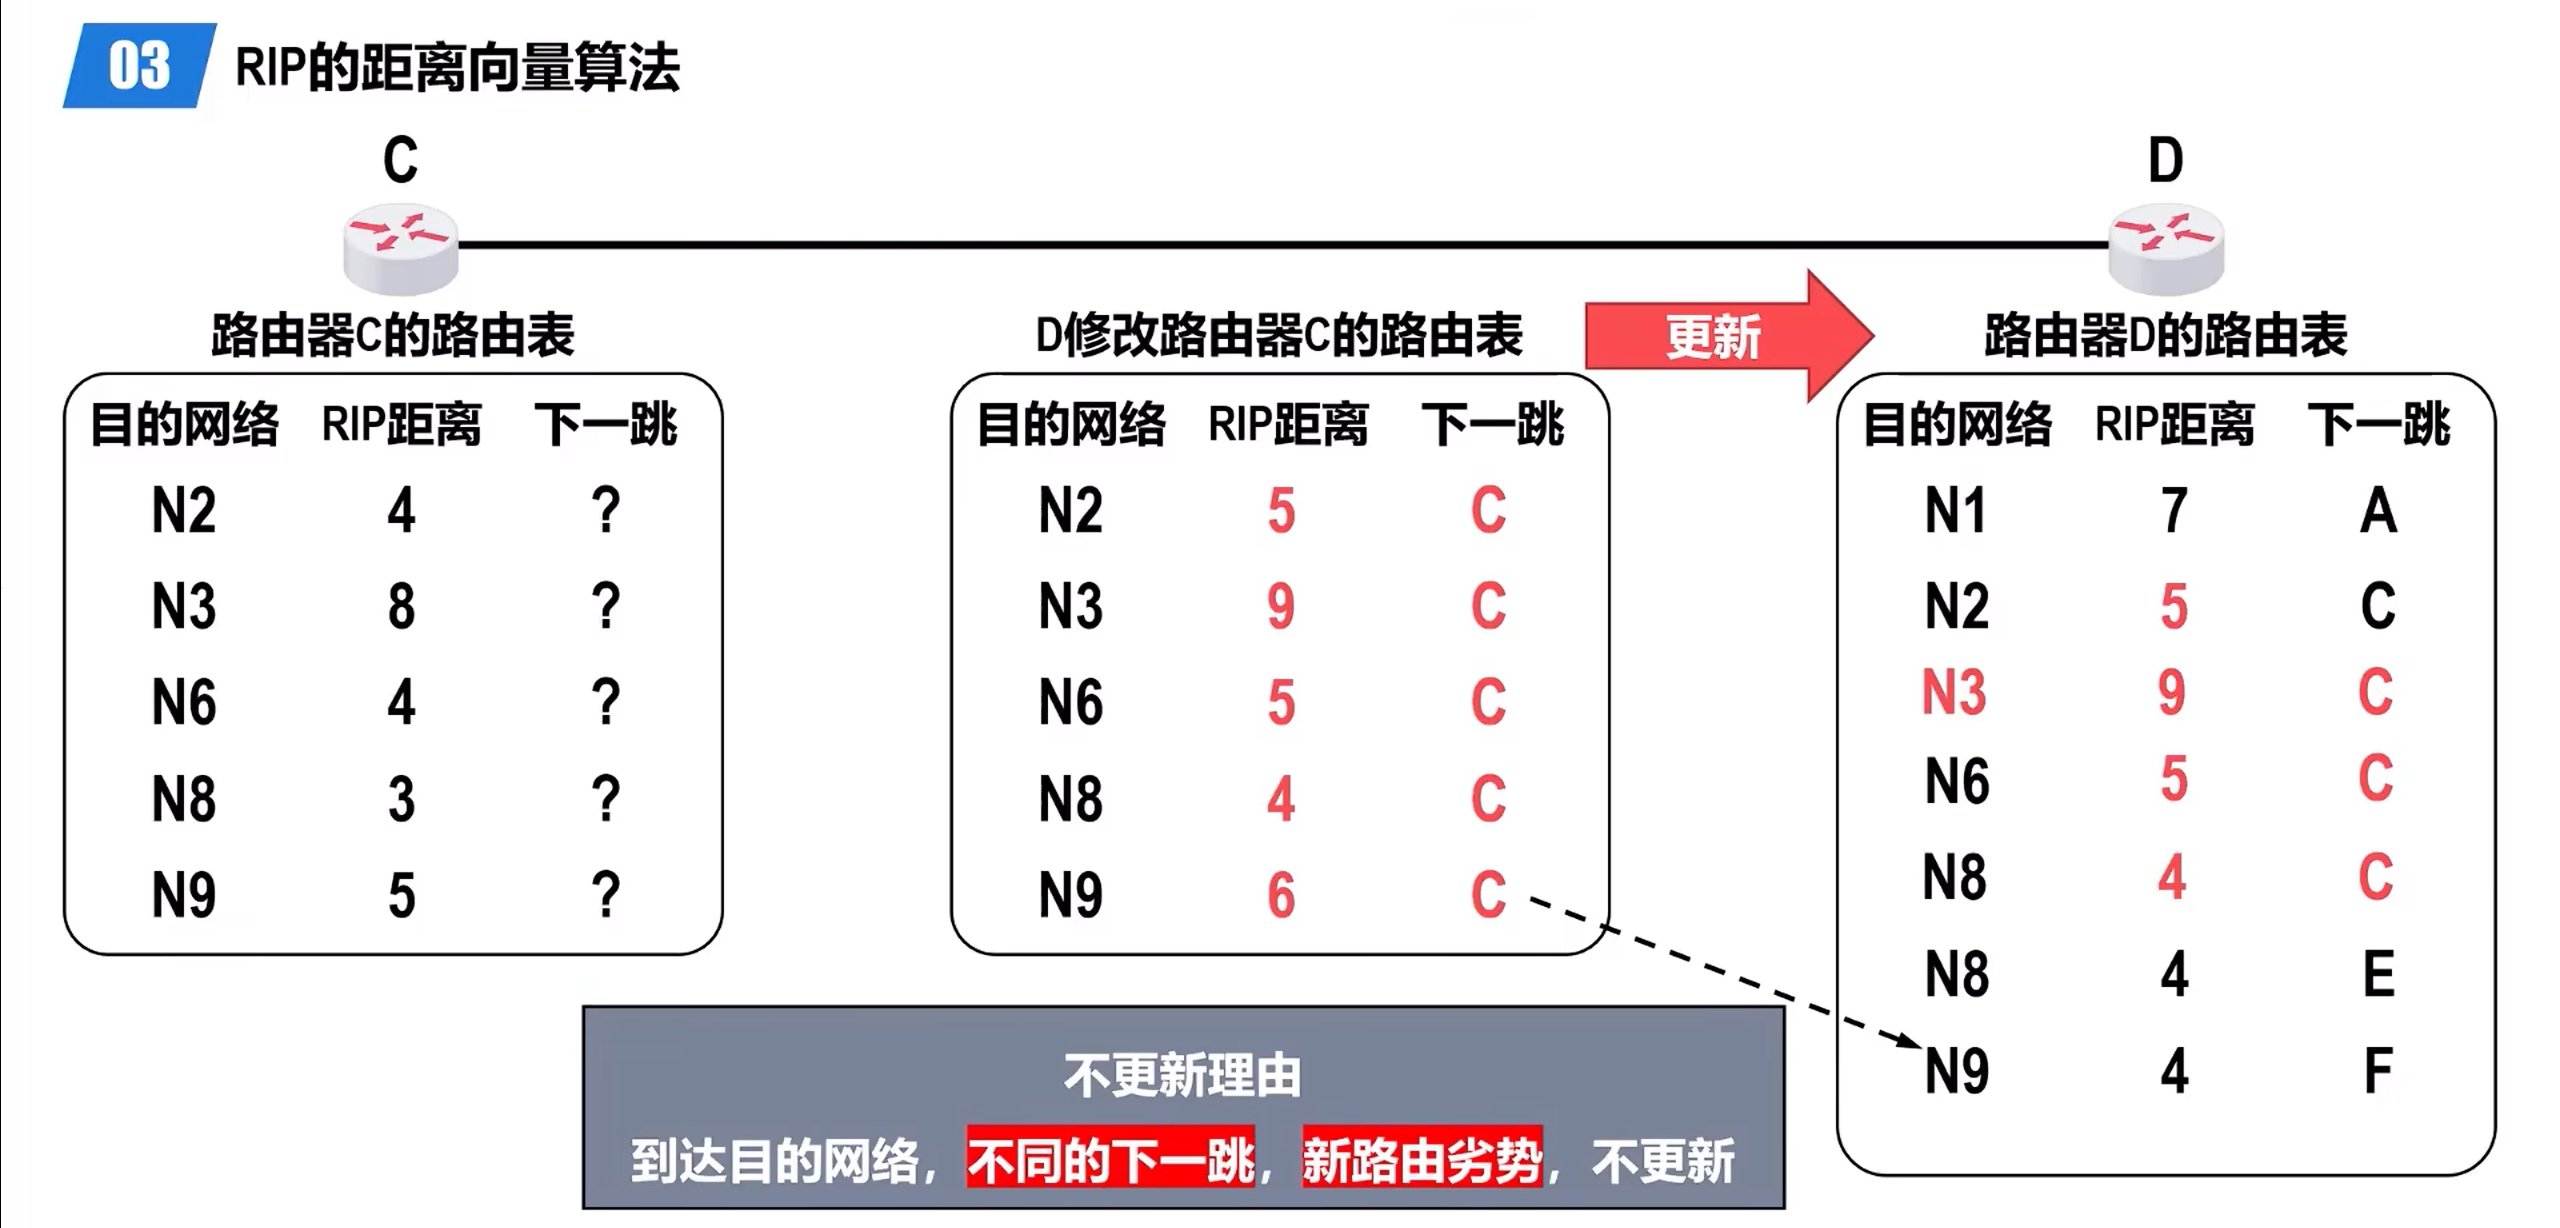 03 RIP的距离向量算法
C D
路由器C的路由表 D修改路由器C的路由表 更新 路由器D的路由表
目的网络 RIP距离 下一跳
N2 4 ?
N3 8 ?
N6 4 ?
N8 3 ?
N9 5 ?
目的网络 RIP距离 下一跳
N2 5 C
N3 9 C
N6 5 C
N8 4 C
N9 6 C
目的网络 RIP距离 下一跳
N1 7 A
N2 5 C
N3 9 C
N6 5 C
N8 4 C
N8 4 E
N9 4 F
不更新理由
到达目的网络，不同的下一跳，新路由劣势，不更新